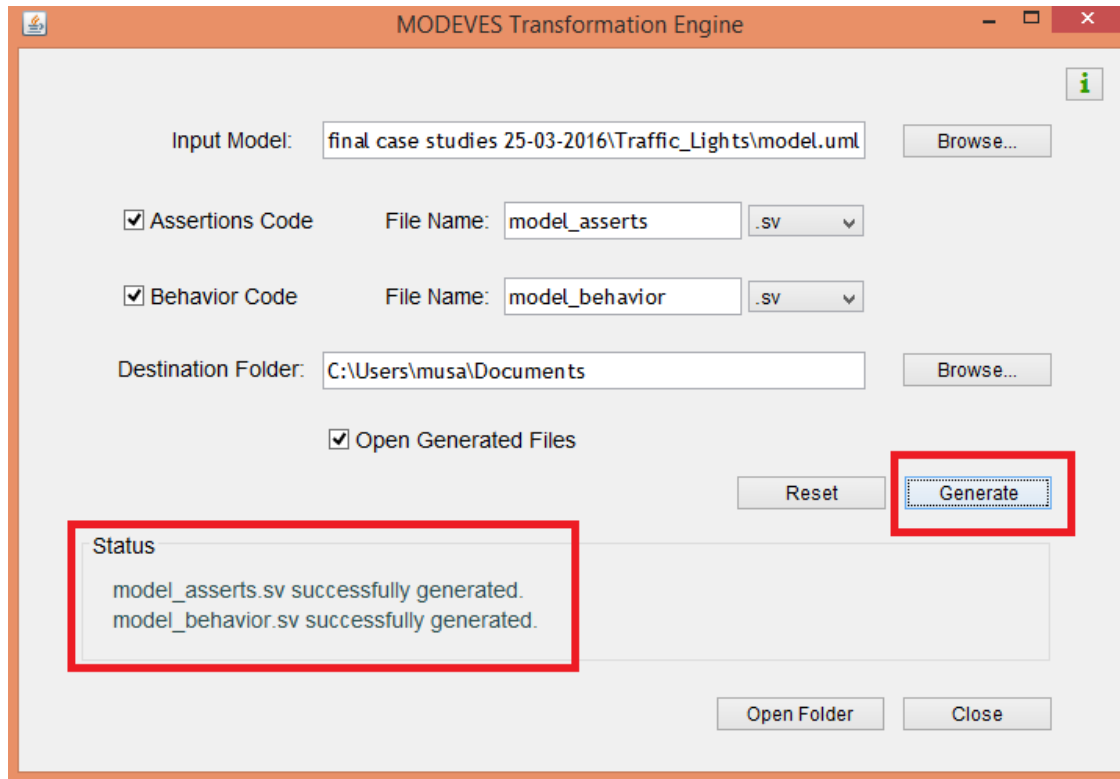 MODEVES Transformation Engine
i
Input Model: final case studies 25-03-2016\Traffic_Lights\model.uml Browse...
Assertions Code File Name: model_asserts .sv
Behavior Code File Name: model_behavior .sv
Destination Folder: C:\Users\musa\Documents Browse...
Open Generated Files
Reset Generate
Status
model_asserts.sv successfully generated.
model_behavior.sv successfully generated.
Open Folder Close